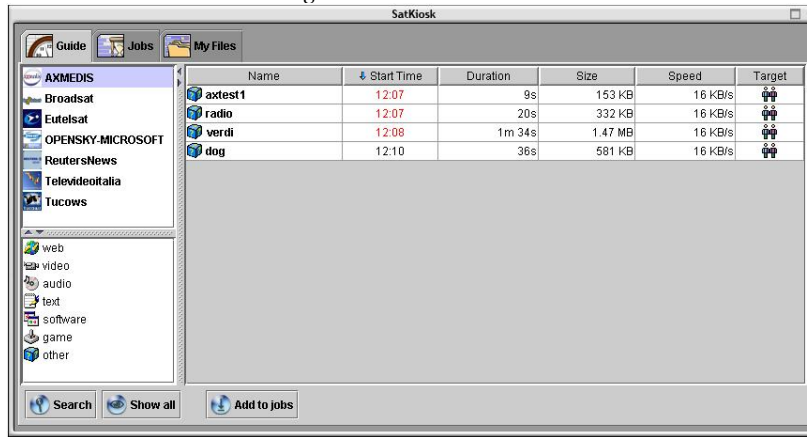 SatKiosk
Guide Jobs My Files
AXMEDIS
Broadsat
Eutelsat
OPENSKY-MICROSOFT
ReutersNews
Televideoitalia
Tucows
web
video
audio
text
software
game
other
Name Start Time Duration Size Speed Target
axtest1 12:07 9s 153 KB 16 KB/s
radio 12:07 20s 332 KB 16 KB/s
verdi 12:08 1m 34s 1.47 MB 16 KB/s
dog 12:10 36s 581 KB 16 KB/s
Search Show all Add to jobs